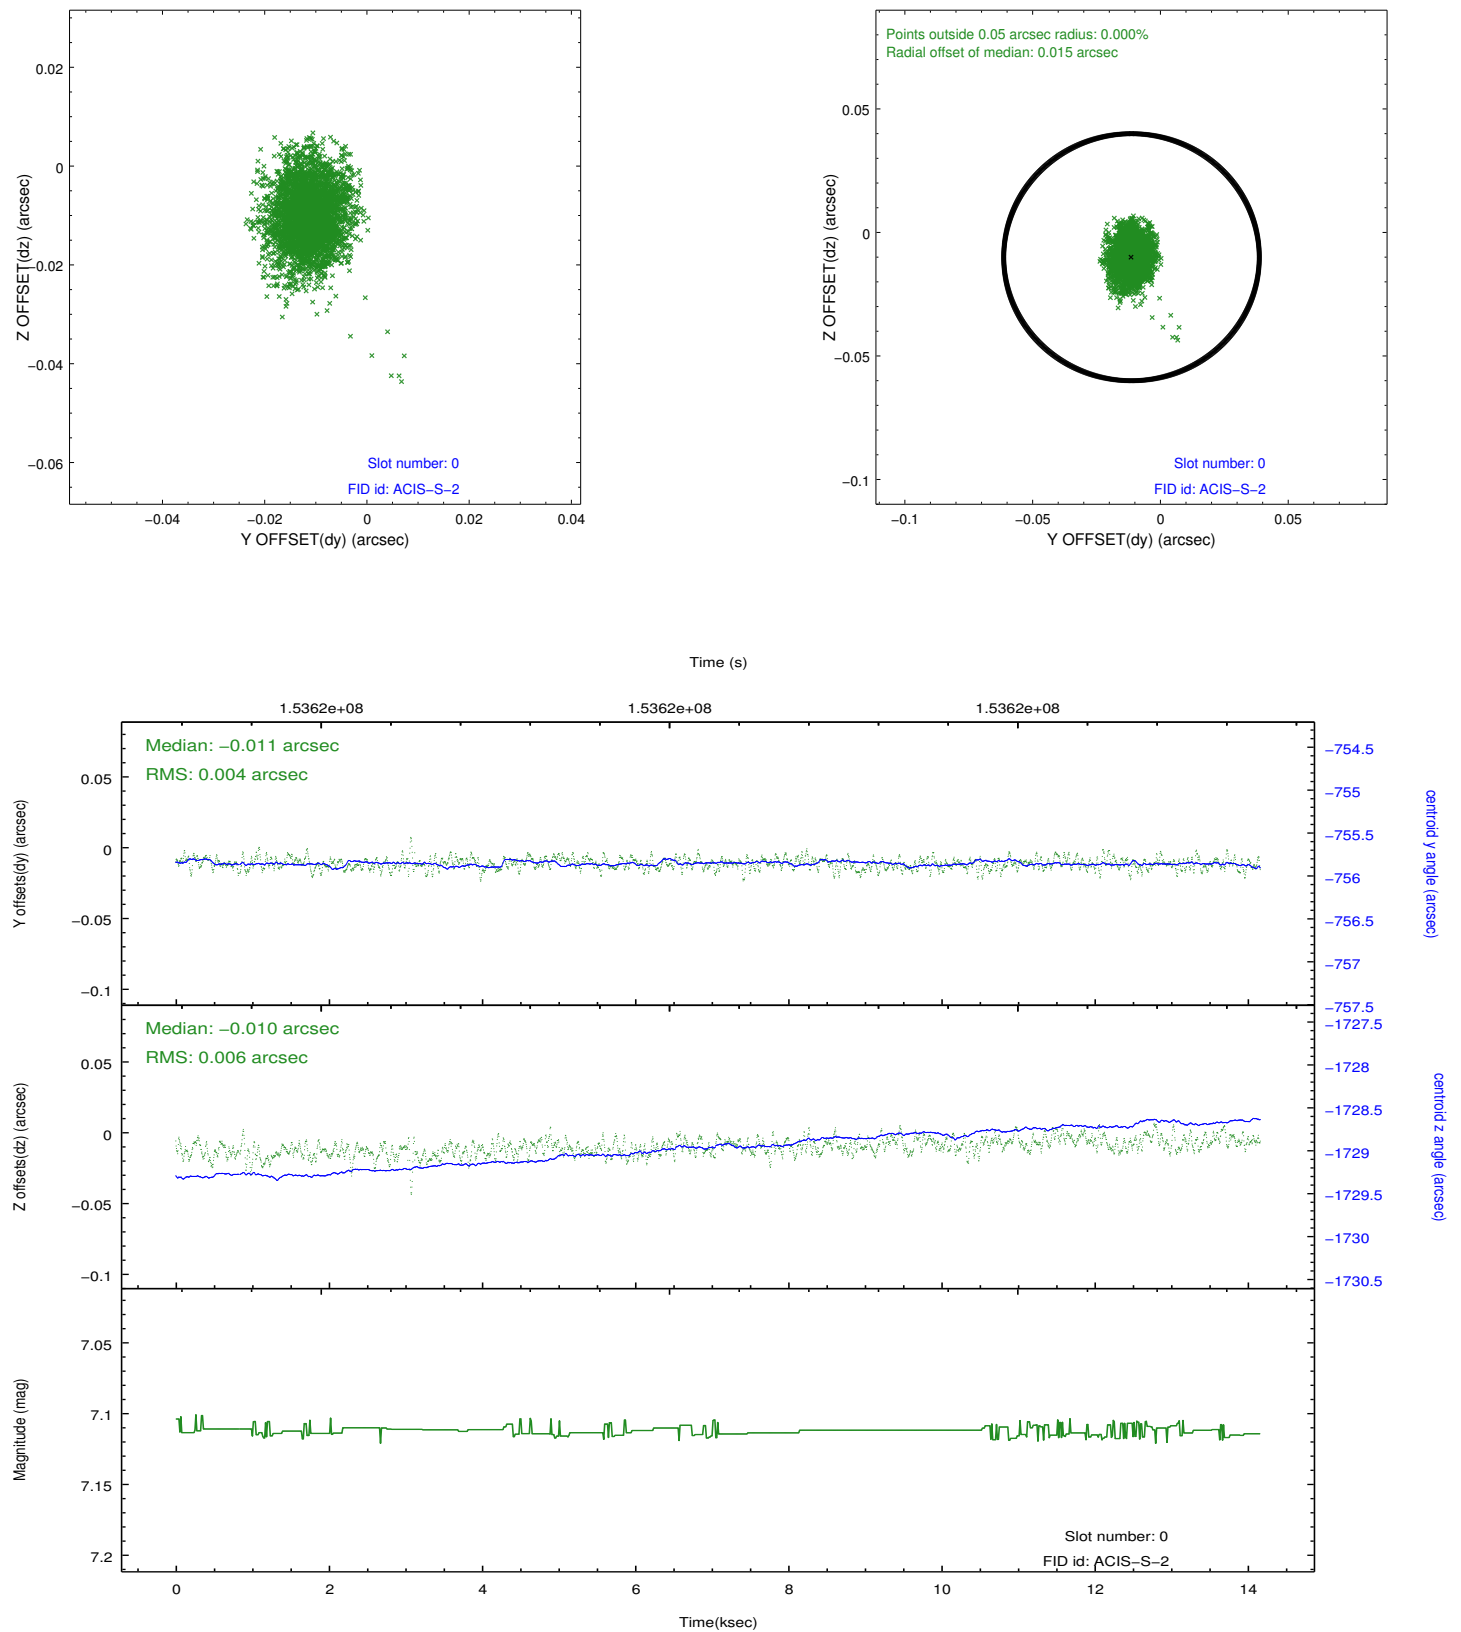 0.02
0
−0.02
−0.04
−0.06
Z OFFSET(dz) (arcsec)
Slot number: 0
FID id: ACIS−S−2
−0.04
−0.02
0
0.02
0.04
Y OFFSET(dy) (arcsec)
Points outside 0.05 arcsec radius: 0.000%
Radial offset of median: 0.015 arcsec
0.05
0
−0.05
−0.1
Z OFFSET(dz) (arcsec)
Slot number: 0
FID id: ACIS−S−2
−0.1
−0.05
0
0.05
Y OFFSET(dy) (arcsec)
Time (s)
1.5362e+08
1.5362e+08
1.5362e+08
Median: −0.011 arcsec
RMS: 0.004 arcsec
0.05
0
−0.05
−0.1
Y offsets(dy) (arcsec)
−754.5
−755
−755.5
−756
−756.5
−757
−757.5
centroid y angle (arcsec)
Median: −0.010 arcsec
RMS: 0.006 arcsec
0.05
0
−0.05
−0.1
Z offsets(dz) (arcsec)
−1727.5
−1728
−1728.5
−1729
−1729.5
−1730
−1730.5
centroid z angle (arcsec)
7.05
7.1
7.15
7.2
Magnitude (mag)
Slot number: 0
FID id: ACIS−S−2
0
2
4
6
8
10
12
14
Time(ksec)